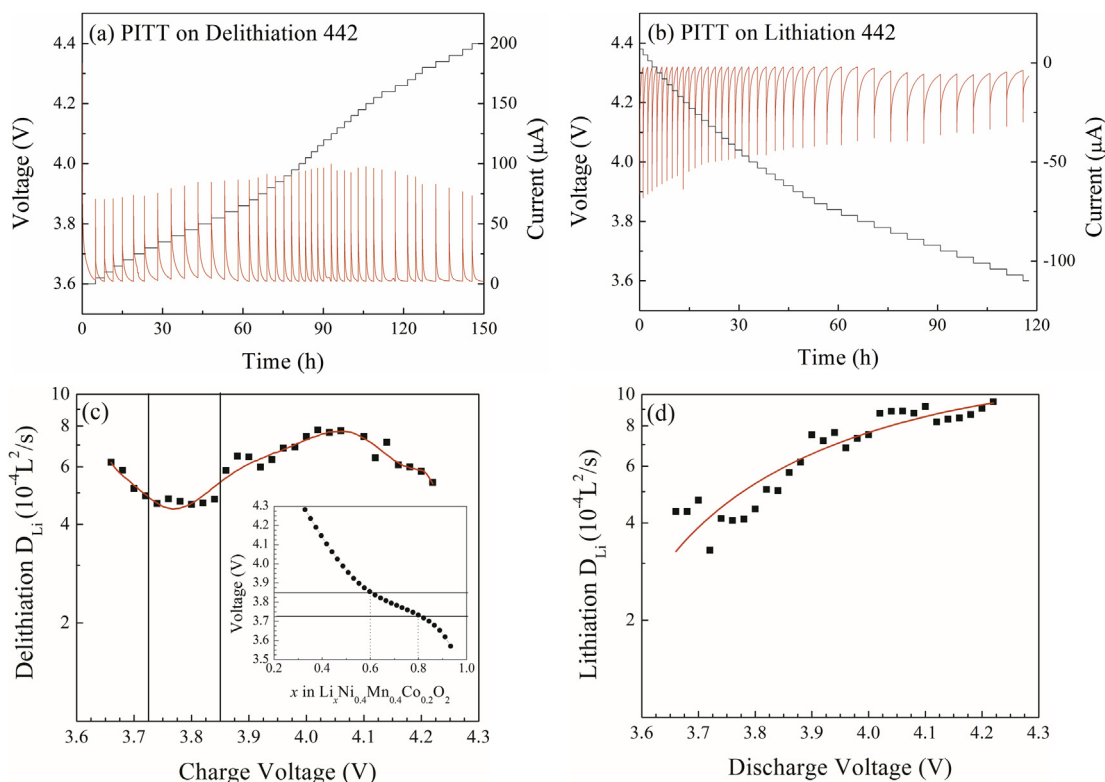 (a) PITT on Delithiation 442
4.4
4.2
4.0
3.8
3.6
Voltage (V)
200
150
100
50
0
Current (μA)
0 30 60 90 120 150
Time (h)
(b) PITT on Lithiation 442
4.4
4.2
4.0
3.8
3.6
Voltage (V)
0
-50
-100
Current (μA)
0 30 60 90 120
Time (h)
(c)
10
8
6
4
2
Delithiation D_Li (10^-4L^2/s)
3.6 3.7 3.8 3.9 4.0 4.1 4.2 4.3
Charge Voltage (V)
4.3
4.2
4.1
4.0
3.9
3.8
3.7
3.6
3.5
Voltage (V)
0.2 0.4 0.6 0.8 1.0
x in Li_xNi_0.4Mn_0.4Co_0.2O_2
(d)
10
8
6
4
2
Lithiation D_Li (10^-4L^2/s)
3.6 3.7 3.8 3.9 4.0 4.1 4.2 4.3
Discharge Voltage (V)